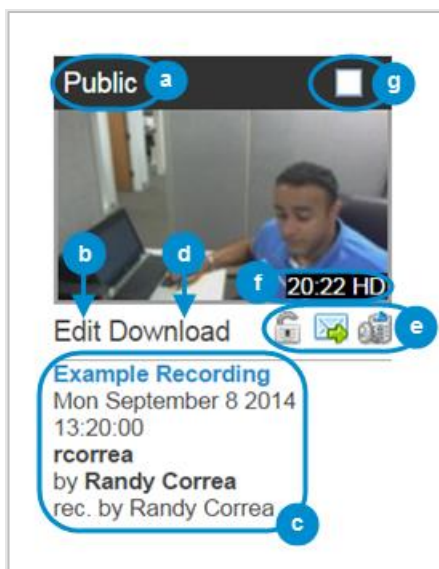 Public a g
b d f 20:22 HD
Edit Download e
Example Recording
Mon September 8 2014
13:20:00
rcorrea
by Randy Correa
rec. by Randy Correa c